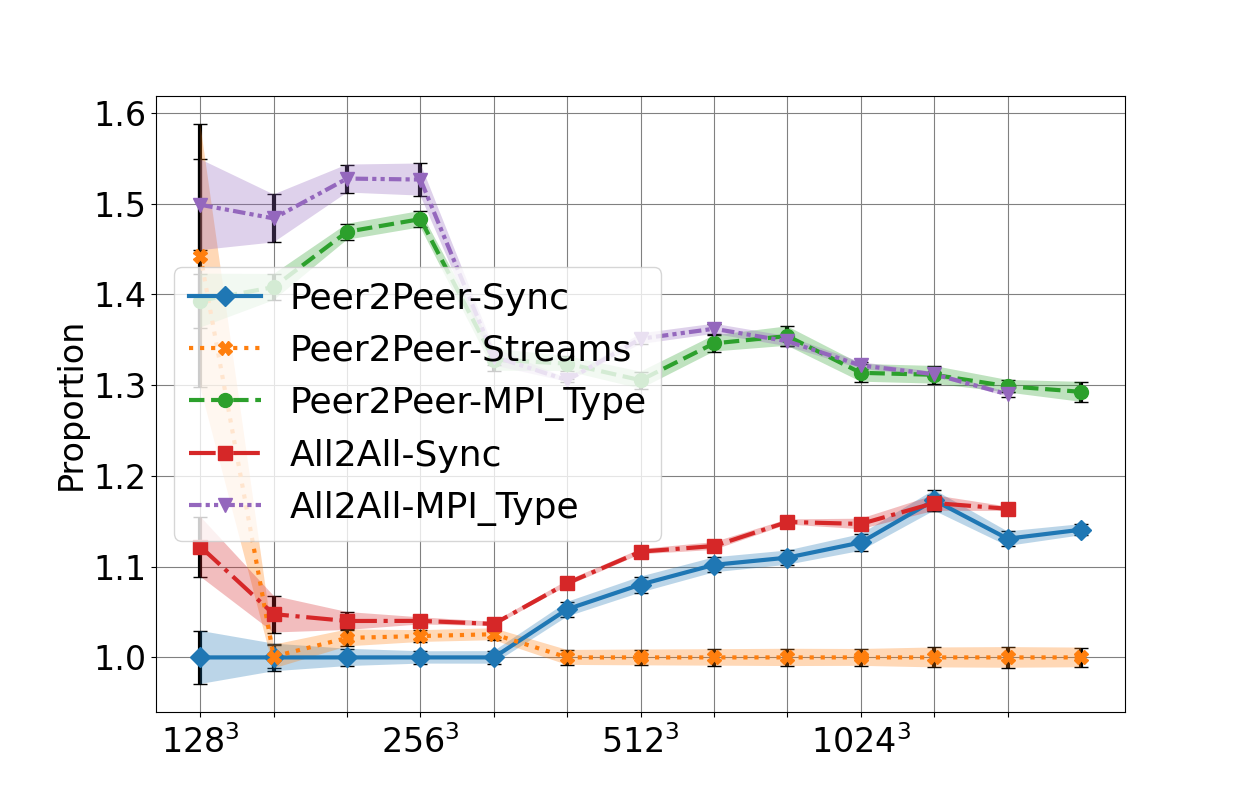 1.6
1.5
1.4
1.3
1.2
1.1
1.0
Proportion
Peer2Peer-Sync
Peer2Peer-Streams
Peer2Peer-MPI_Type
All2All-Sync
All2All-MPI_Type
128³ 256³ 512³ 1024³